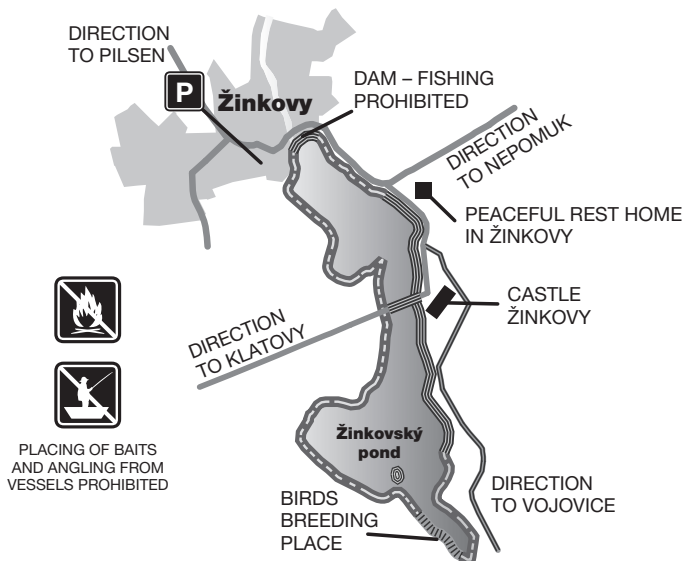 DIRECTION
TO PILSEN
P
Žinkovy
DAM – FISHING
PROHIBITED
DIRECTION
TO NEPOMUK
PEACEFUL REST HOME
IN ŽINKOVY
CASTLE
ŽINKOVY
DIRECTION
TO KLATOVY
PLACING OF BAITS
AND ANGLING FROM
VESSELS PROHIBITED
Žinkovský
pond
DIRECTION
TO VOJOVICE
BIRDS
BREEDING
PLACE